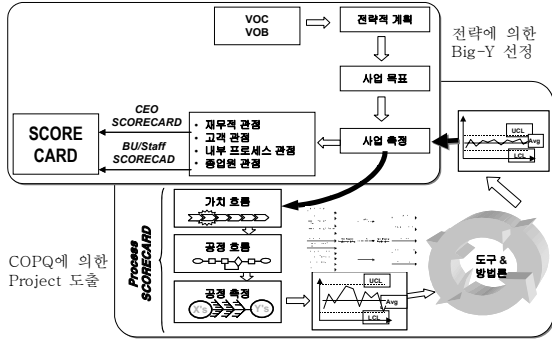 VOC
VOB
전략적 계획
전략에 의한
Big-Y 선정
사업 목표
CEO
SCORECARD
BU/Staff
SCORECAD
SCORE
CARD
• 재무적 관점
• 고객 관점
• 내부 프로세스 관점
• 종업원 관점
사업 측정
UCL
Avg
LCL
COPQ에 의한
Project 도출
Process
SCORECARD
가치 흐름
공정 흐름
공정 측정
X's
Y's
UCL
Avg
LCL
도구 &
방법론